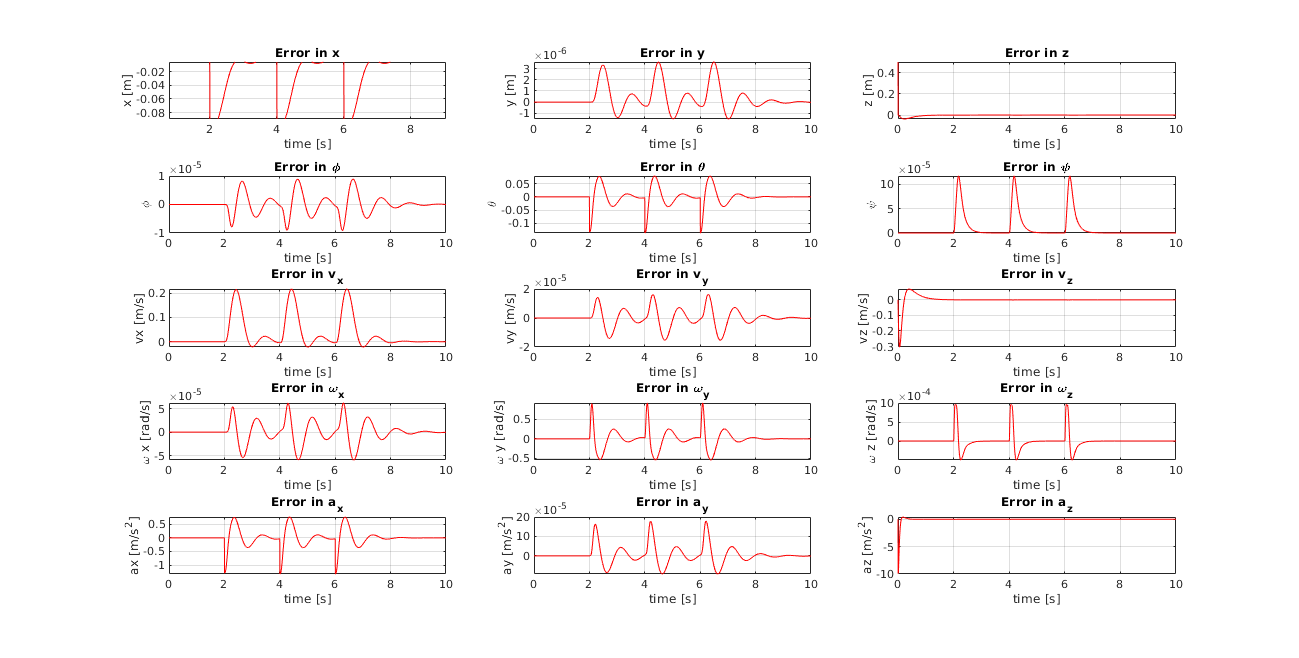 Error in x
x [m]
-0.02
-0.04
-0.06
-0.08
2 4 6 8
time [s]
Error in y
×10-6
y [m]
3
2
1
0
-1
0 2 4 6 8 10
time [s]
Error in z
z [m]
0.4
0.2
0
0 2 4 6 8 10
time [s]
Error in ϕ
×10-5
ϕ
1
0
-1
0 2 4 6 8 10
time [s]
Error in θ
θ
0.05
0
-0.05
-0.1
0 2 4 6 8 10
time [s]
Error in ψ
×10-5
ψ
10
5
0
0 2 4 6 8 10
time [s]
Error in vx
vx [m/s]
0.2
0.1
0
0 2 4 6 8 10
time [s]
Error in vy
×10-5
vy [m/s]
2
0
-2
0 2 4 6 8 10
time [s]
Error in vz
vz [m/s]
0
-0.1
-0.2
-0.3
0 2 4 6 8 10
time [s]
Error in ωx
×10-5
ω x [rad/s]
5
0
-5
0 2 4 6 8 10
time [s]
Error in ωy
ω y [rad/s]
0.5
0
-0.5
0 2 4 6 8 10
time [s]
Error in ωz
×10-4
ω z [rad/s]
10
5
0
0 2 4 6 8 10
time [s]
Error in ax
ax [m/s2]
0.5
0
-0.5
-1
0 2 4 6 8 10
time [s]
Error in ay
×10-5
ay [m/s2]
20
10
0
0 2 4 6 8 10
time [s]
Error in az
az [m/s2]
0
-5
-10
0 2 4 6 8 10
time [s]